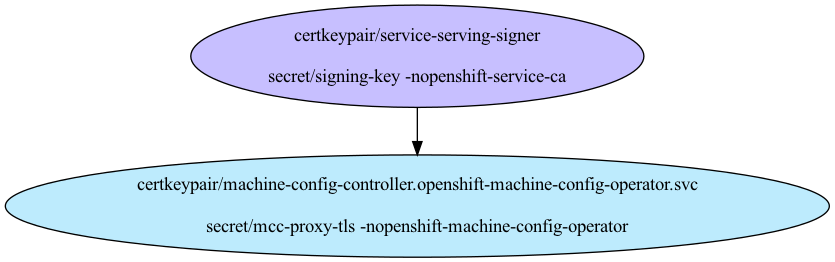 certkeypair/service-serving-signer
secret/signing-key -nopenshift-service-ca
certkeypair/machine-config-controller.openshift-machine-config-operator.svc
secret/mcc-proxy-tls -nopenshift-machine-config-operator